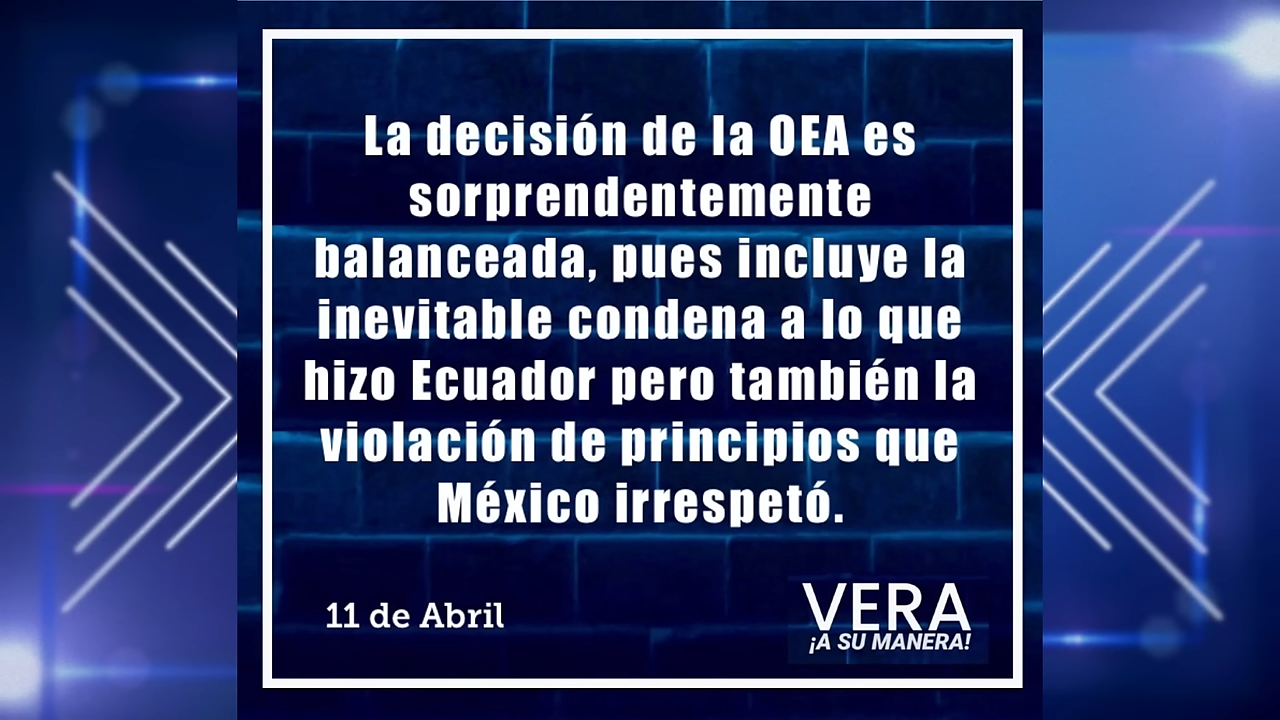 La decisión de la OEA es
sorprendentemente
balanceada, pues incluye la
inevitable condena a lo que
hizo Ecuador pero también la
violación de principios que
México irrespetó.
11 de Abril
VERA
¡A SU MANERA!